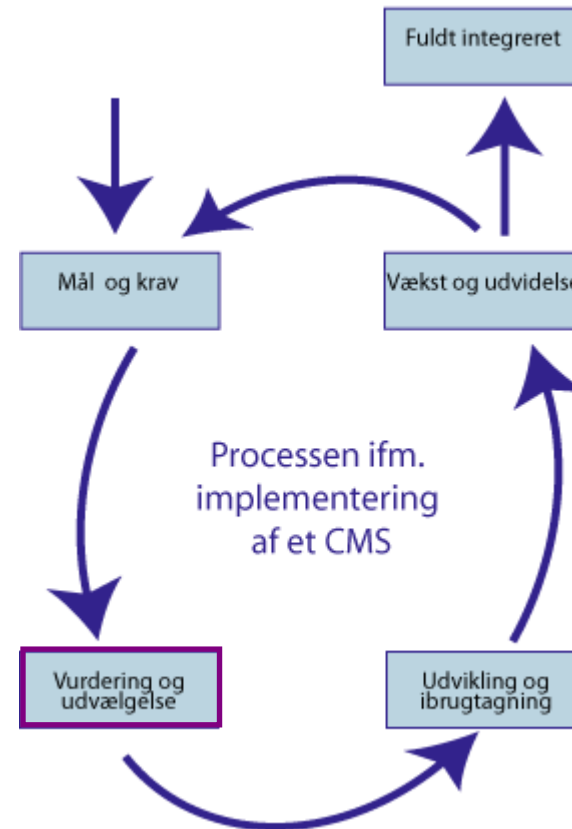 Fuldt integreret
Mål og krav
Vækst og udvidelse
Processen ifm.
implementering
af et CMS
Vurdering og
udvælgelse
Udvikling og
ibrugtagning